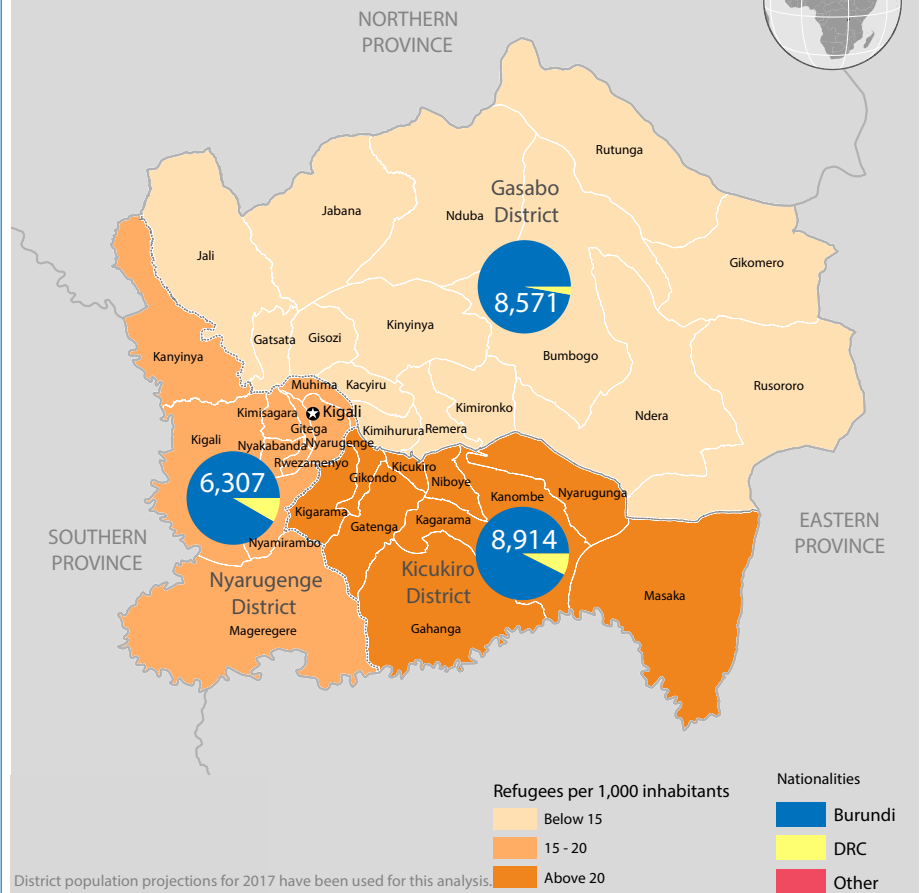 NORTHERN
PROVINCE
Rutunga
Gasabo
District
Jabana
Nduba
Jali
Gikomero
8,571
Kinyinya
Gatsata
Gisozi
Bumbogo
Kanyinya
Muhima
Kacyiru
Rusororo
Kimisagara
Kigali
Kimironko
Ndera
Gitega
Kimihurura
Remera
Kigali
Nyakabanda
Nyarugenge
Rwezamenyo
Kicukiro
Gikondo
Niboye
6,307
Kanombe
Nyarugunga
Kigarama
Kagarama
Gatenga
EASTERN
PROVINCE
SOUTHERN
PROVINCE
Nyamirambo
8,914
Kicukiro
District
Nyarugenge
District
Masaka
Mageregere
Gahanga
Refugees per 1,000 inhabitants
Below 15
15 - 20
Above 20
Nationalities
Burundi
DRC
Other
District population projections for 2017 have been used for this analysis.